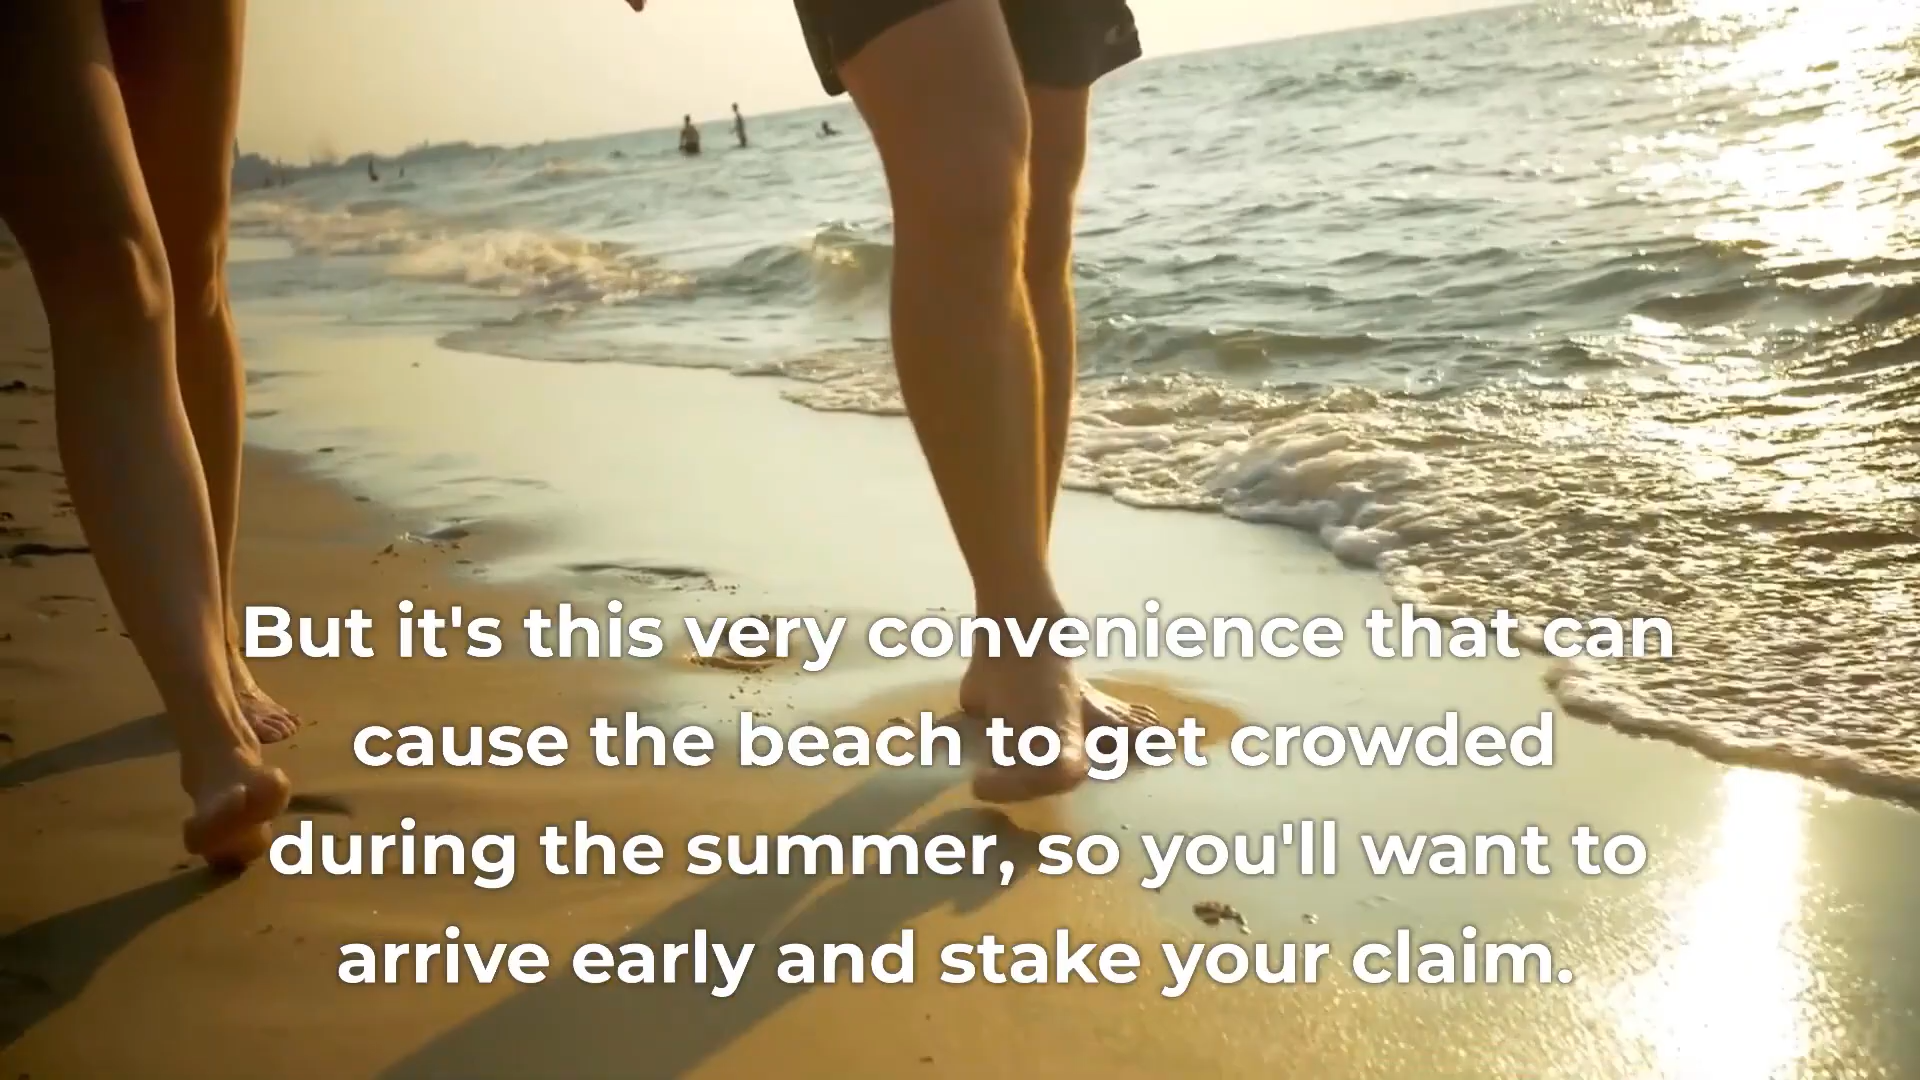 But it's this very convenience that can
cause the beach to get crowded
during the summer, so you'll want to
arrive early and stake your claim.